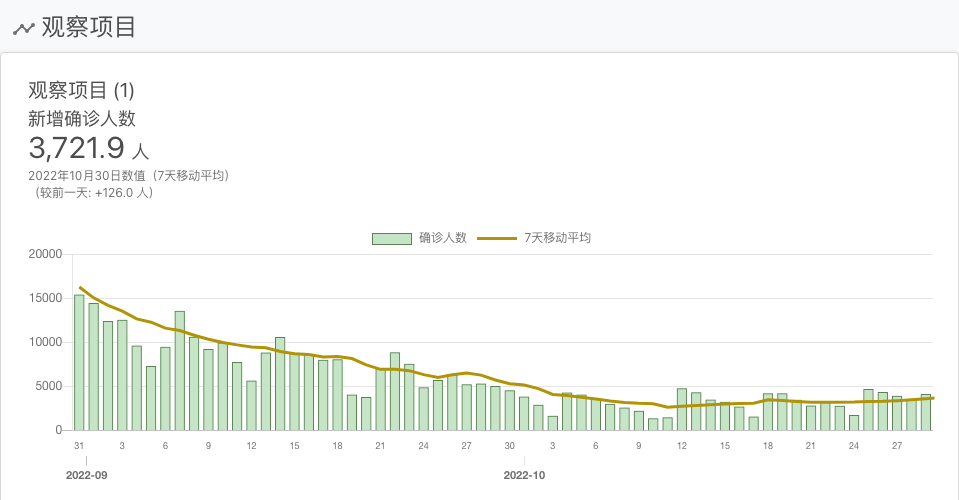 观察项目
观察项目 (1)
新增确诊人数
3,721.9 人
2022年10月30日数值（7天移动平均）
（较前一天: +126.0 人）
确诊人数 7天移动平均
20000
15000
10000
5000
0
31 3 6 9 12 15 18 21 24 27 30 3 6 9 12 15 18 21 24 27
2022-09 2022-10